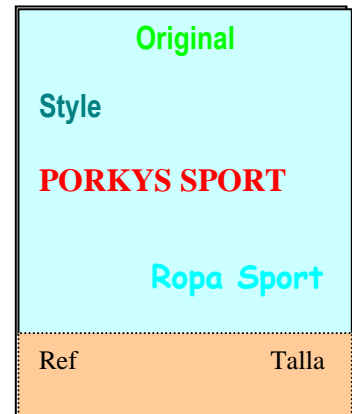 Original
Style
PORKYS SPORT
Ropa Sport
Ref Talla